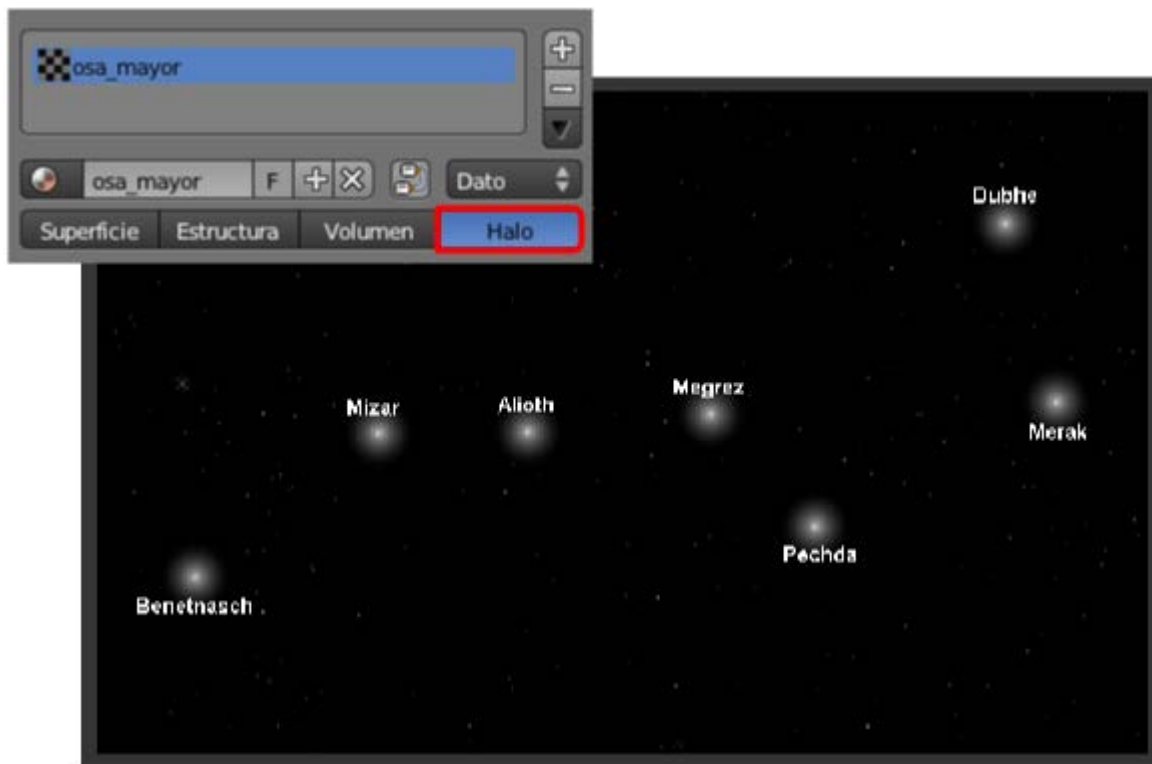 osa_mayor
osa_mayor F Dato
Superficie Estructura Volumen Halo
Dubhe
Mizar Alioth Megrez
Merak
Pechda
Benetnasch